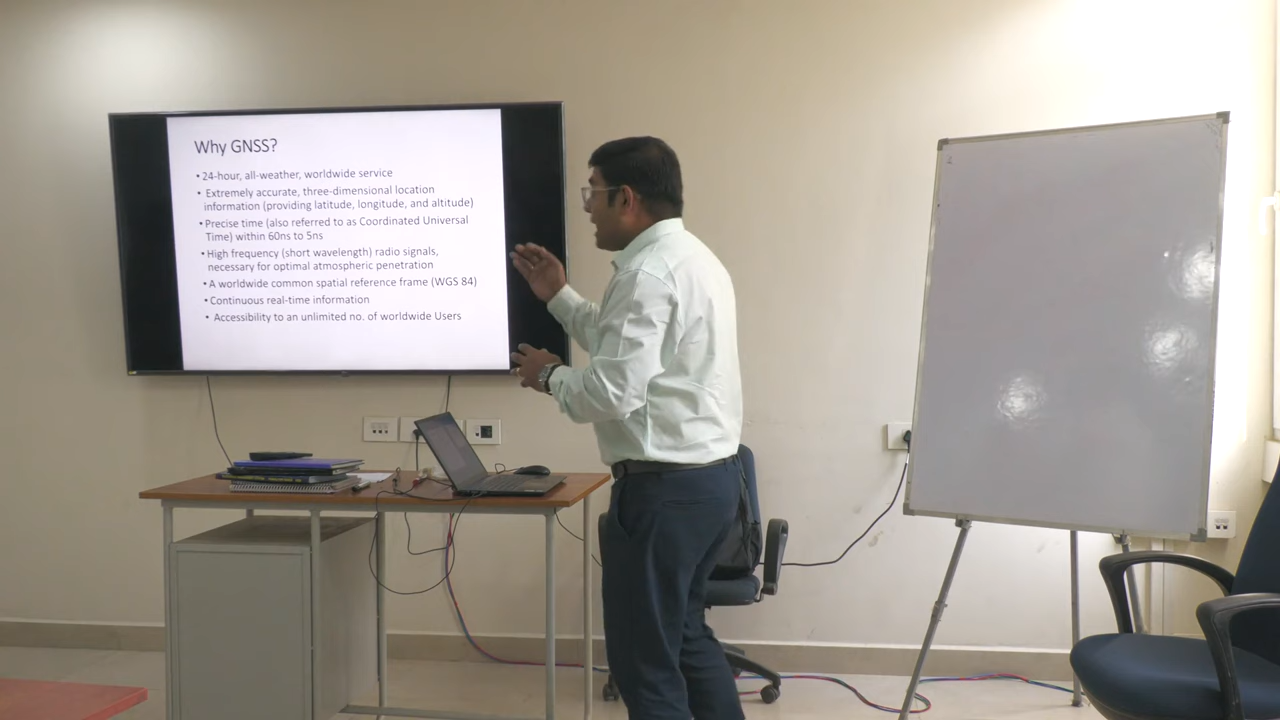 Why GNSS?
• 24-hour, all-weather, worldwide service
• Extremely accurate, three-dimensional location
information (providing latitude, longitude, and altitude)
• Precise time (also referred to as Coordinated Universal
Time) within 60ns to 5ns
• High frequency (short wavelength) radio signals,
necessary for optimal atmospheric penetration
• A worldwide common spatial reference frame (WGS 84)
• Continuous real-time information
• Accessibility to an unlimited no. of worldwide Users